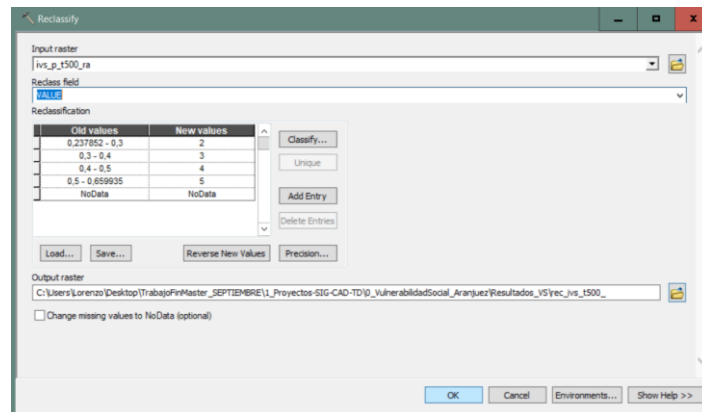 Reclassify
Input raster
ivs_p_t500_ra
Reclass field
VALUE
Reclassification
Old values New values
0,237852 - 0,3 2
0,3 - 0,4 3
0,4 - 0,5 4
0,5 - 0,659935 5
NoData NoData
Classify...
Unique
Add Entry
Delete Entries
Load... Save... Reverse New Values Precision...
Output raster
C:\Users\Lorenzo\Desktop\TrabajoFinMaster_SEPTIEMBRE\1_Proyectos-SIG-CAD-TD\0_VulnerabilidadSocial_Aranjuez\Resultados_VS\rec_ivs_t500_
Change missing values to NoData (optional)
OK Cancel Environments... Show Help >>